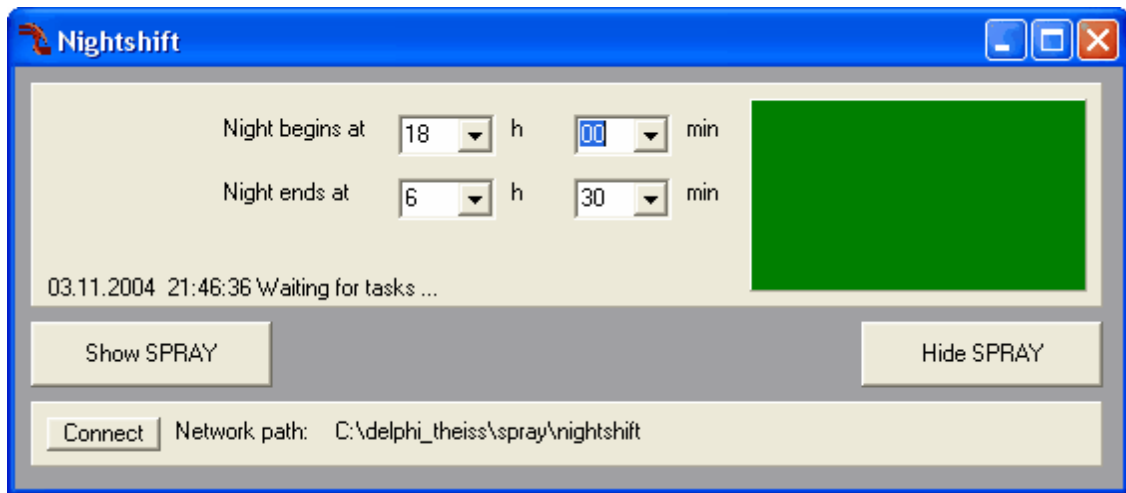 Nightshift
Night begins at 18 h 00 min
Night ends at 6 h 30 min
03.11.2004 21:46:36 Waiting for tasks ...
Show SPRAY Hide SPRAY
Connect Network path: C:\delphi_theiss\spray\nightshift